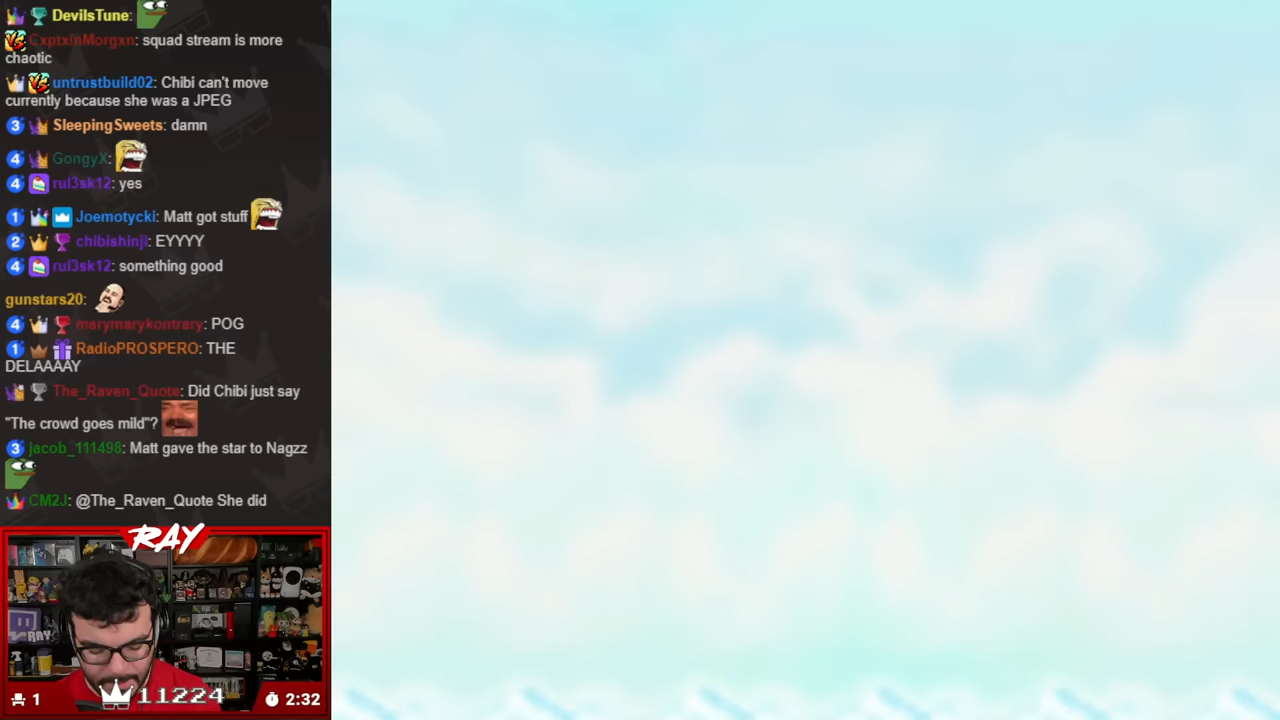 DevilsTune:
CxptxinMorgxn: squad stream is more
chaotic
untrustbuild02: Chibi can't move
currently because she was a JPEG
3 SleepingSweets: damn
4 GongyX:
4 rul3sk12: yes
1 Joemotycki: Matt got stuff
2 chibishinji: EYYYY
4 rul3sk12: something good
gunstars20:
4 marymarykontrary: POG
1 RadioPROSPERO: THE
DELAAAAY
The_Raven_Quote: Did Chibi just say
"The crowd goes mild"?
3 jacob_111498: Matt gave the star to Nagzz
CM2J: @The_Raven_Quote She did
RAY
RAY
1 11224 2:32